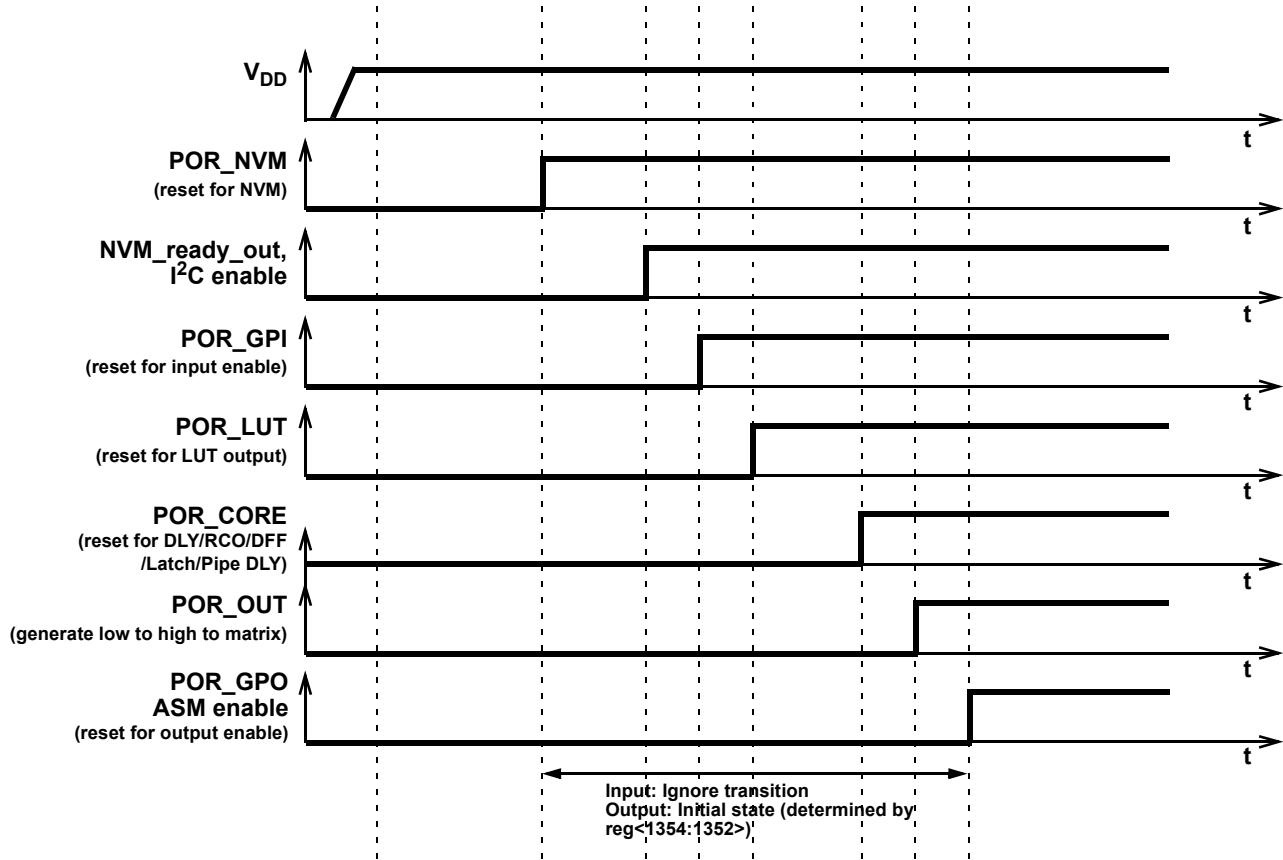 VDD
t
POR_NVM
(reset for NVM)
t
NVM_ready_out,
I2C enable
t
POR_GPI
(reset for input enable)
t
POR_LUT
(reset for LUT output)
t
POR_CORE
(reset for DLY/RCO/DFF
/Latch/Pipe DLY)
t
POR_OUT
(generate low to high to matrix)
t
POR_GPO
ASM enable
(reset for output enable)
t
Input: Ignore transition
Output: Initial state (determined by
reg<1354:1352>)